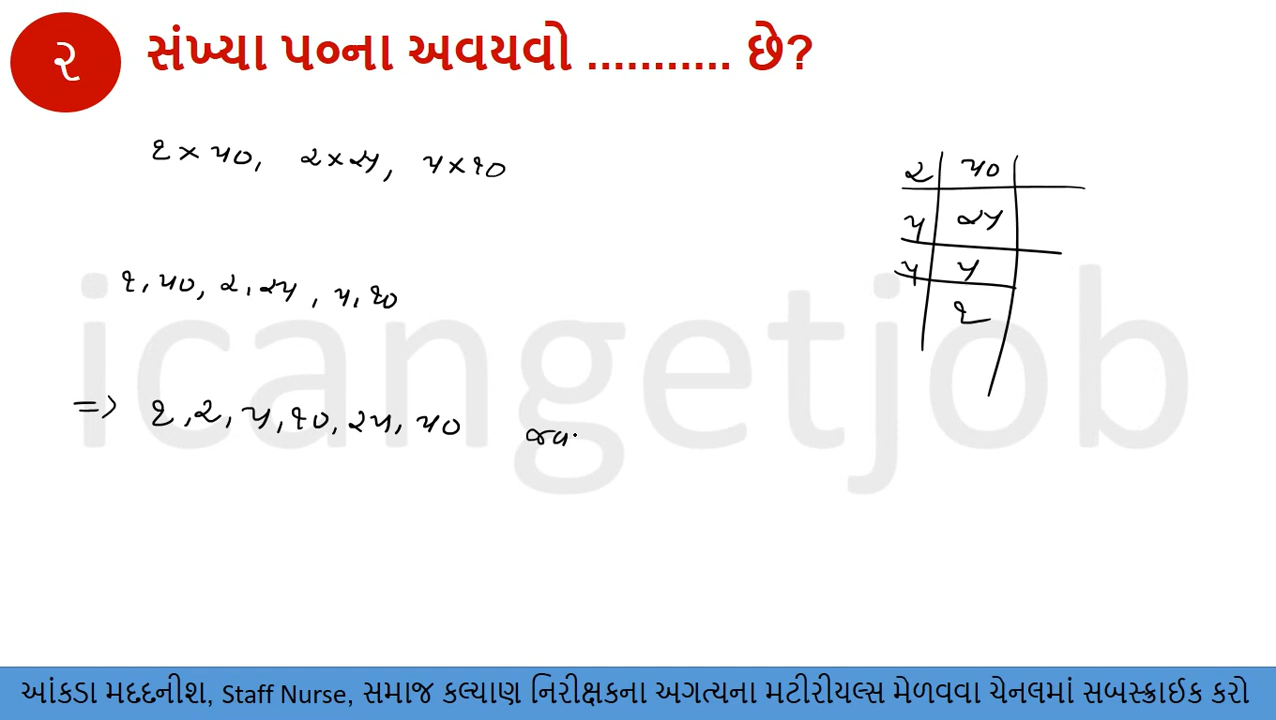 ૨
સંખ્યા ૫૦ના અવયવો ........... છે?
૧ × ૫૦, ૨ × ૨૫, ૫ × ૧૦
૧, ૫૦, ૨, ૨૫, ૫, ૧૦
=> ૧, ૨, ૫, ૧૦, ૨૫, ૫૦ જવ.
૨ ૫૦
૫ ૨૫
૫ ૫
૧
icangetjob
આંકડા મદદનીશ, Staff Nurse, સમાજ કલ્યાણ નિરીક્ષકના અગત્યના મટીરીયલ્સ મેળવવા ચેનલમાં સબસ્ક્રાઈક કરો